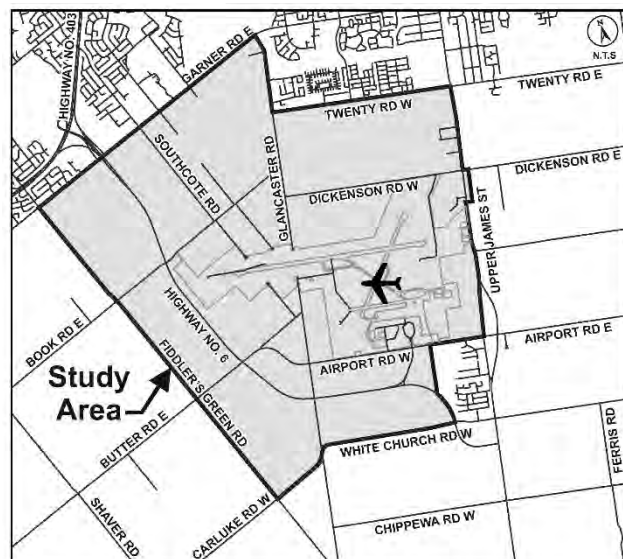 HIGHWAY NO. 403
GARNER RD E
N
N.T.S
TWENTY RD E
TWENTY RD W
SOUTHCOTE RD
GLANCASTER RD
DICKENSON RD E
DICKENSON RD W
UPPER JAMES ST
HIGHWAY NO. 6
BOOK RD E
AIRPORT RD E
AIRPORT RD W
Study
Area
FIDDLER'S GREEN RD
BUTTER RD E
WHITE CHURCH RD W
FERRIS RD
SHAVER RD
CARLUKE RD W
CHIPPEWA RD W